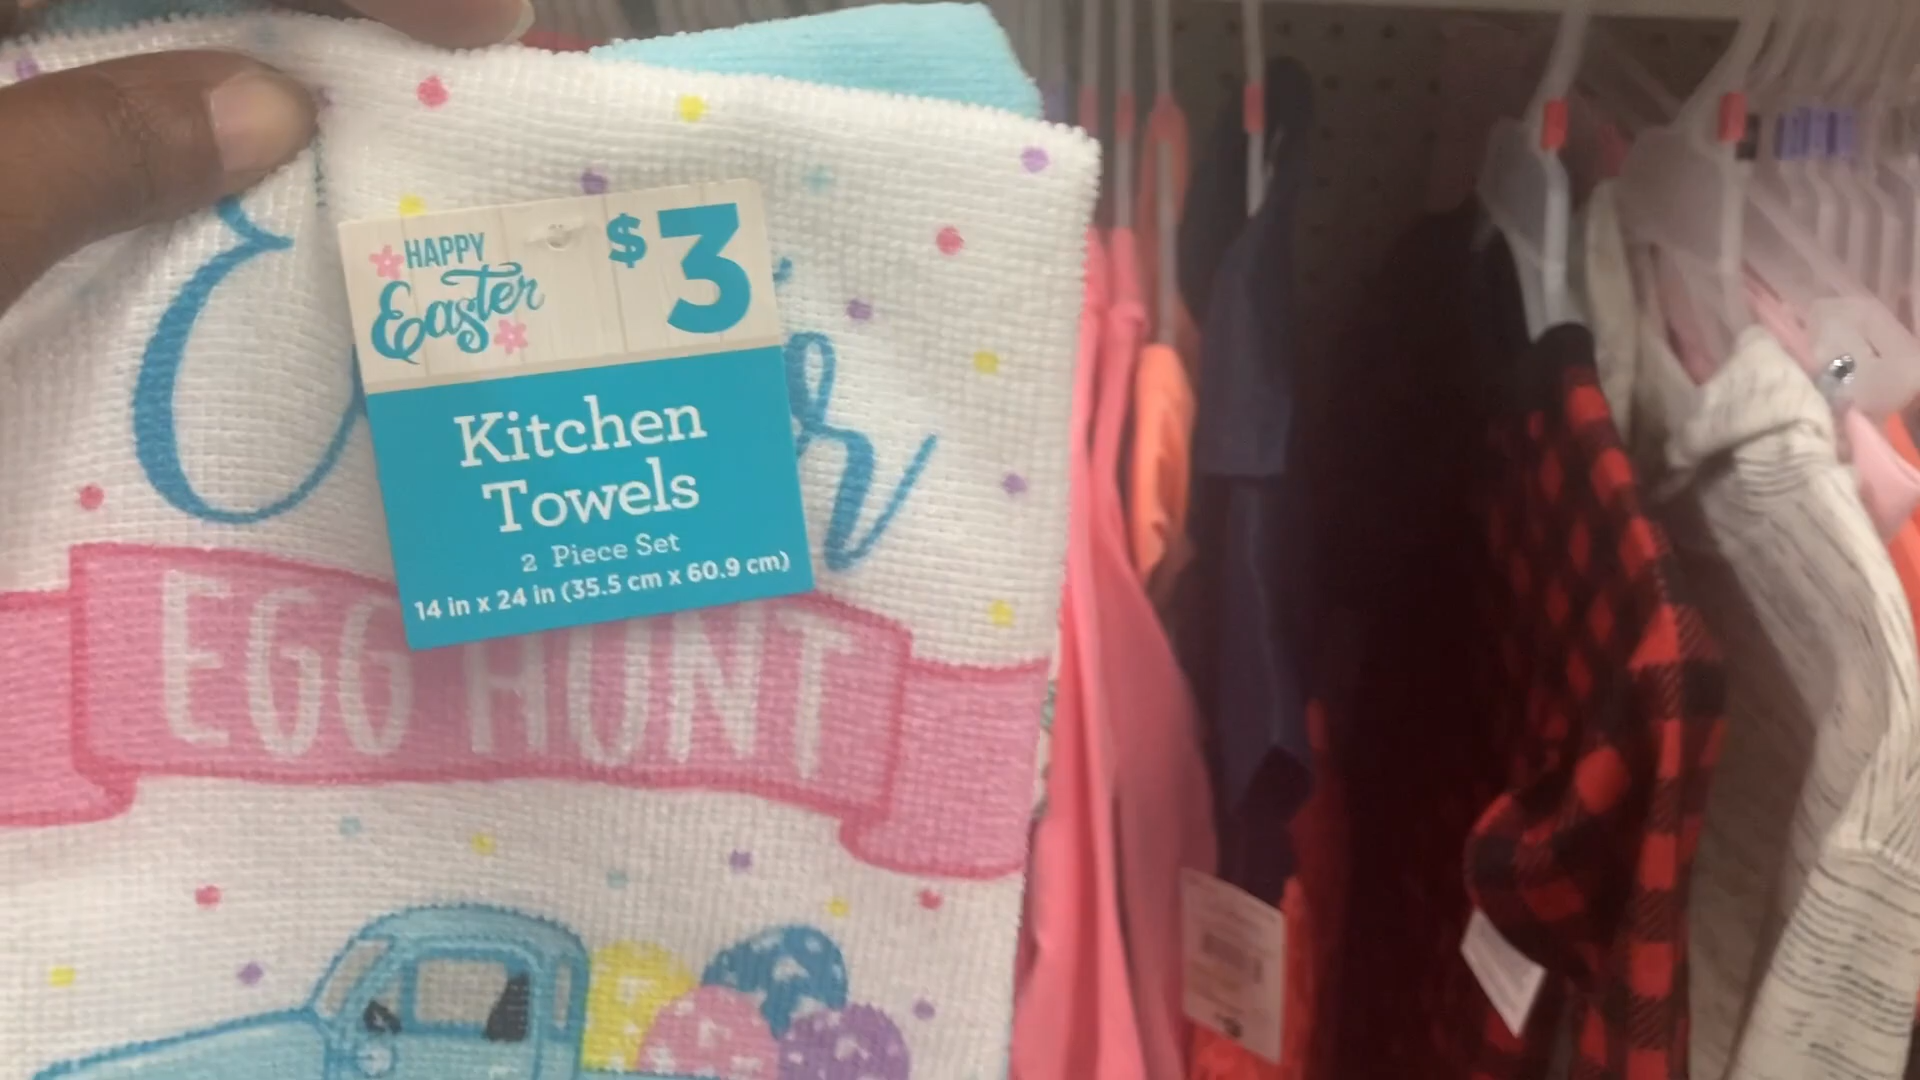 HAPPY
Easter
$3
Kitchen
Towels
2 Piece Set
14 in x 24 in (35.5 cm x 60.9 cm)
EGG HUNT